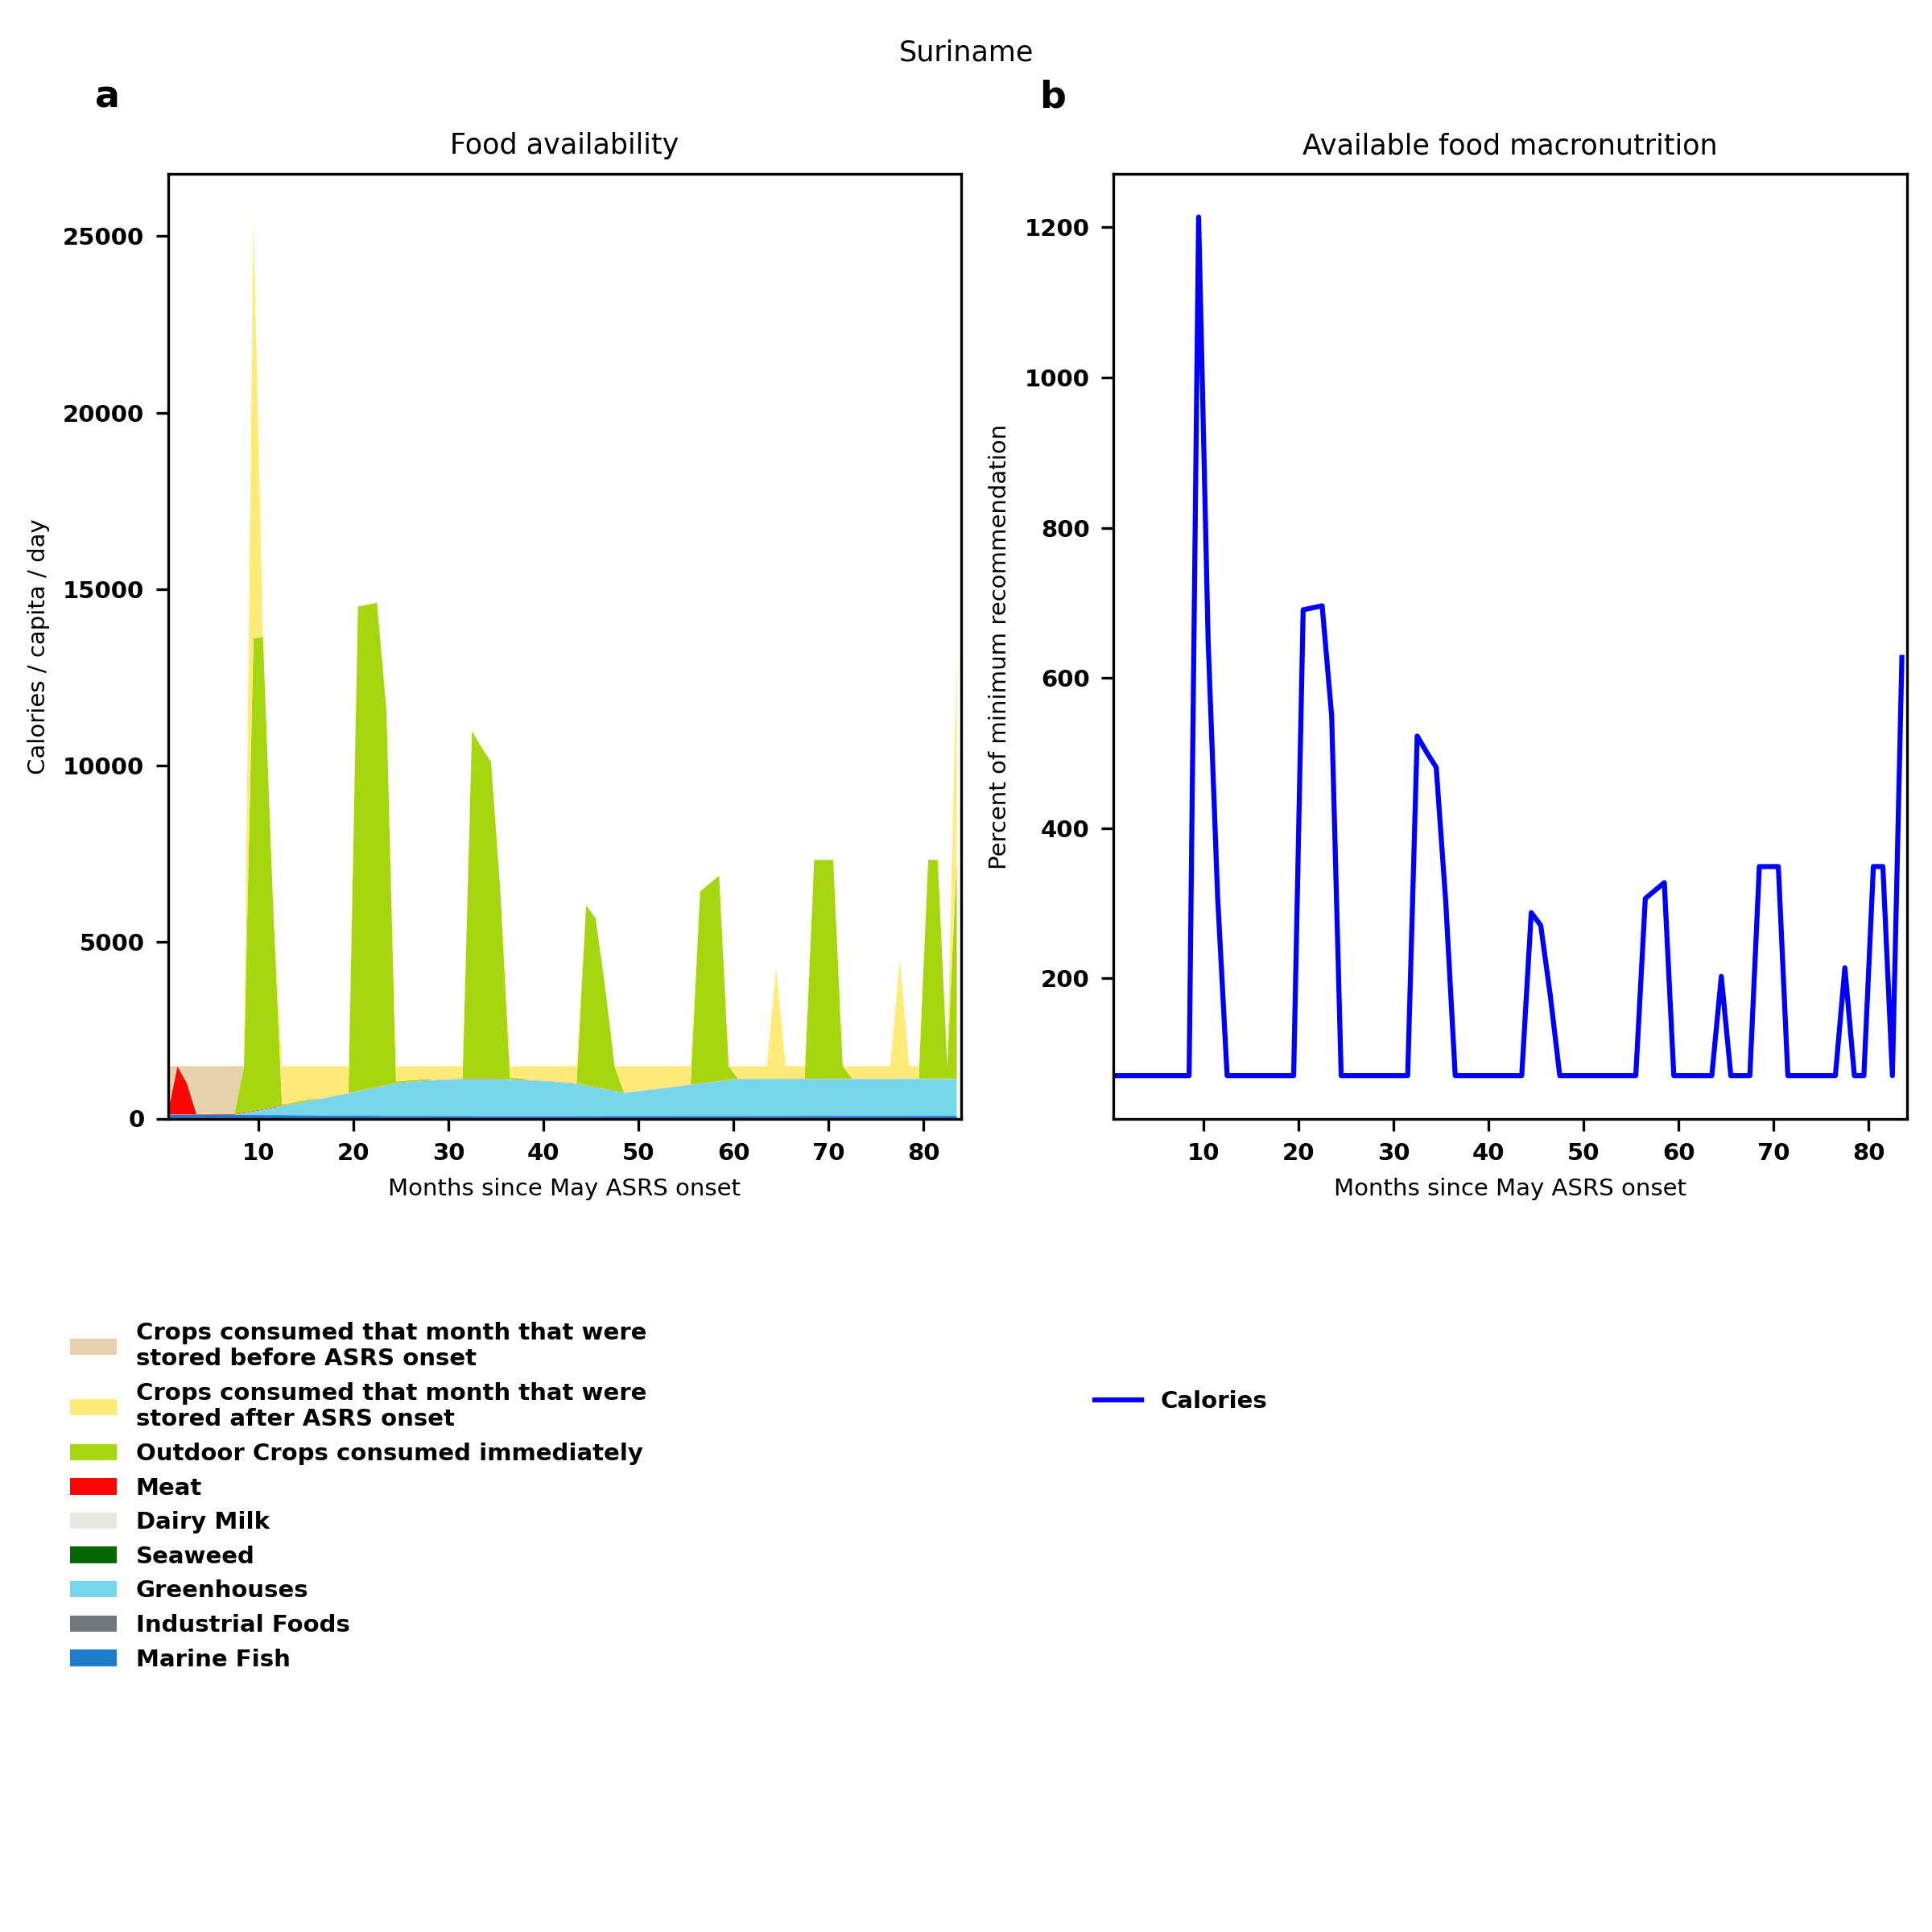 Suriname
a
Food availability
25000
20000
15000
10000
5000
0
Calories / capita / day
10 20 30 40 50 60 70 80
Months since May ASRS onset
b
Available food macronutrition
1200
1000
800
600
400
200
Percent of minimum recommendation
10 20 30 40 50 60 70 80
Months since May ASRS onset
Crops consumed that month that were
stored before ASRS onset
Crops consumed that month that were
stored after ASRS onset
Outdoor Crops consumed immediately
Meat
Dairy Milk
Seaweed
Greenhouses
Industrial Foods
Marine Fish
Calories